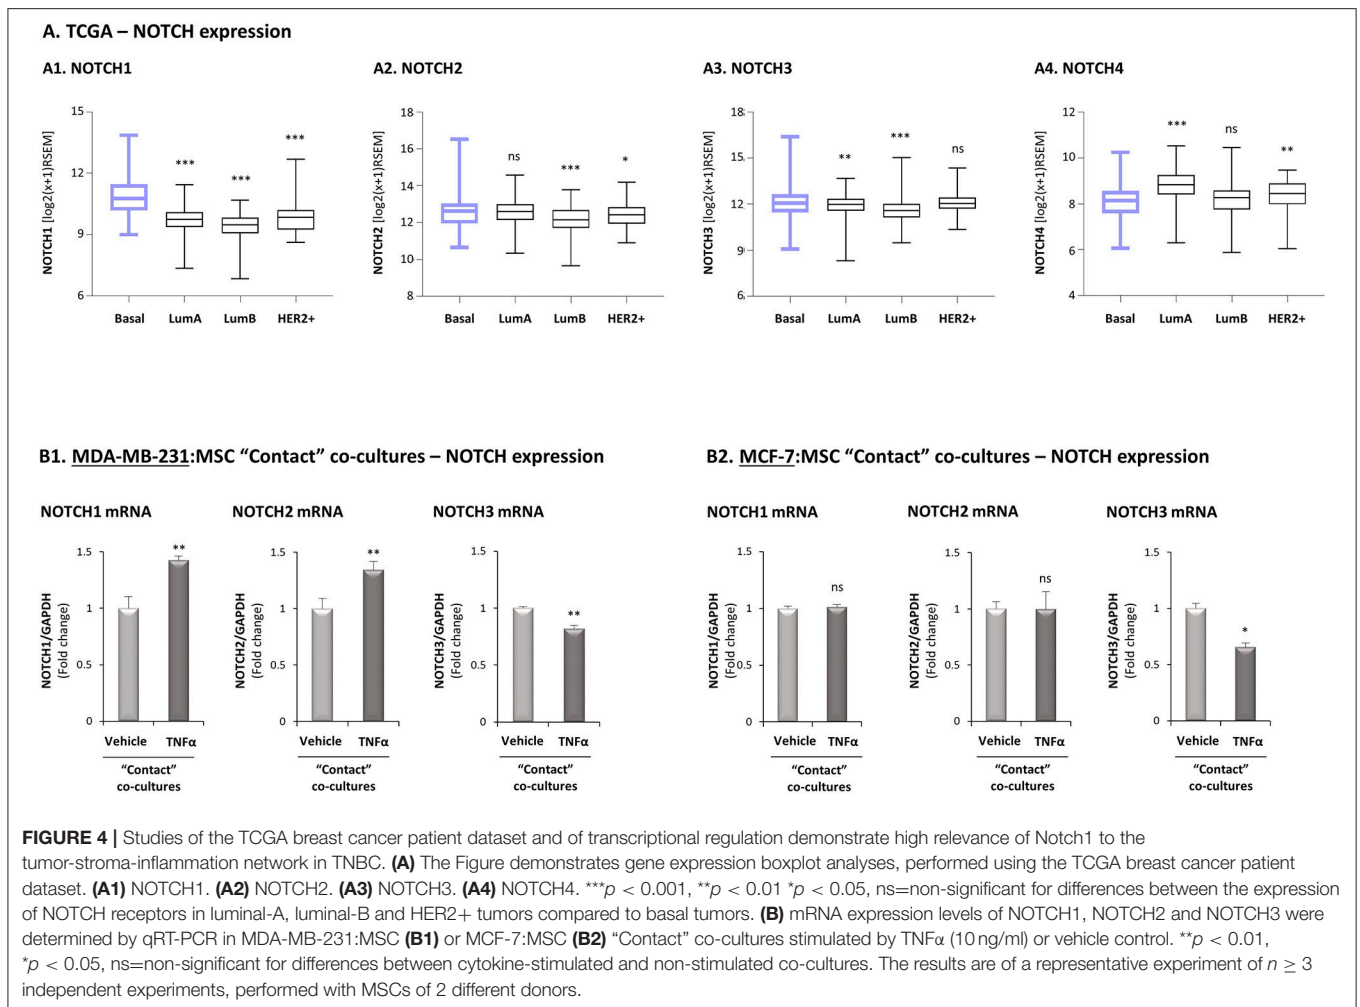 A. TCGA – NOTCH expression
A1. NOTCH1
A2. NOTCH2
A3. NOTCH3
A4. NOTCH4
NOTCH1 [log2(x+1)RSEM]
15
12
9
6
***
***
***
Basal LumA LumB HER2+
NOTCH2 [log2(x+1)RSEM]
18
16
14
12
10
8
ns
***
*
Basal LumA LumB HER2+
NOTCH3 [log2(x+1)RSEM]
18
15
12
9
6
**
***
ns
Basal LumA LumB HER2+
NOTCH4 [log2(x+1)RSEM]
12
10
8
6
4
***
ns
**
Basal LumA LumB HER2+
B1. MDA-MB-231:MSC “Contact” co-cultures – NOTCH expression
NOTCH1 mRNA
NOTCH1/GAPDH
(Fold change)
1.5
1
0.5
0
**
Vehicle TNFα
“Contact”
co-cultures
NOTCH2 mRNA
NOTCH2/GAPDH
(Fold change)
1.5
1
0.5
0
**
Vehicle TNFα
“Contact”
co-cultures
NOTCH3 mRNA
NOTCH3/GAPDH
(Fold change)
1.5
1
0.5
0
**
Vehicle TNFα
“Contact”
co-cultures
B2. MCF-7:MSC “Contact” co-cultures – NOTCH expression
NOTCH1 mRNA
NOTCH1/GAPDH
(Fold change)
1.5
1
0.5
0
ns
Vehicle TNFα
“Contact”
co-cultures
NOTCH2 mRNA
NOTCH2/GAPDH
(Fold change)
1.5
1
0.5
0
ns
Vehicle TNFα
“Contact”
co-cultures
NOTCH3 mRNA
NOTCH3/GAPDH
(Fold change)
1.5
1
0.5
0
*
Vehicle TNFα
“Contact”
co-cultures
FIGURE 4 | Studies of the TCGA breast cancer patient dataset and of transcriptional regulation demonstrate high relevance of Notch1 to the
tumor-stroma-inflammation network in TNBC. (A) The Figure demonstrates gene expression boxplot analyses, performed using the TCGA breast cancer patient
dataset. (A1) NOTCH1. (A2) NOTCH2. (A3) NOTCH3. (A4) NOTCH4. ***p < 0.001, **p < 0.01 *p < 0.05, ns=non-significant for differences between the expression
of NOTCH receptors in luminal-A, luminal-B and HER2+ tumors compared to basal tumors. (B) mRNA expression levels of NOTCH1, NOTCH2 and NOTCH3 were
determined by qRT-PCR in MDA-MB-231:MSC (B1) or MCF-7:MSC (B2) “Contact” co-cultures stimulated by TNFα (10 ng/ml) or vehicle control. **p < 0.01,
*p < 0.05, ns=non-significant for differences between cytokine-stimulated and non-stimulated co-cultures. The results are of a representative experiment of n ≥ 3
independent experiments, performed with MSCs of 2 different donors.